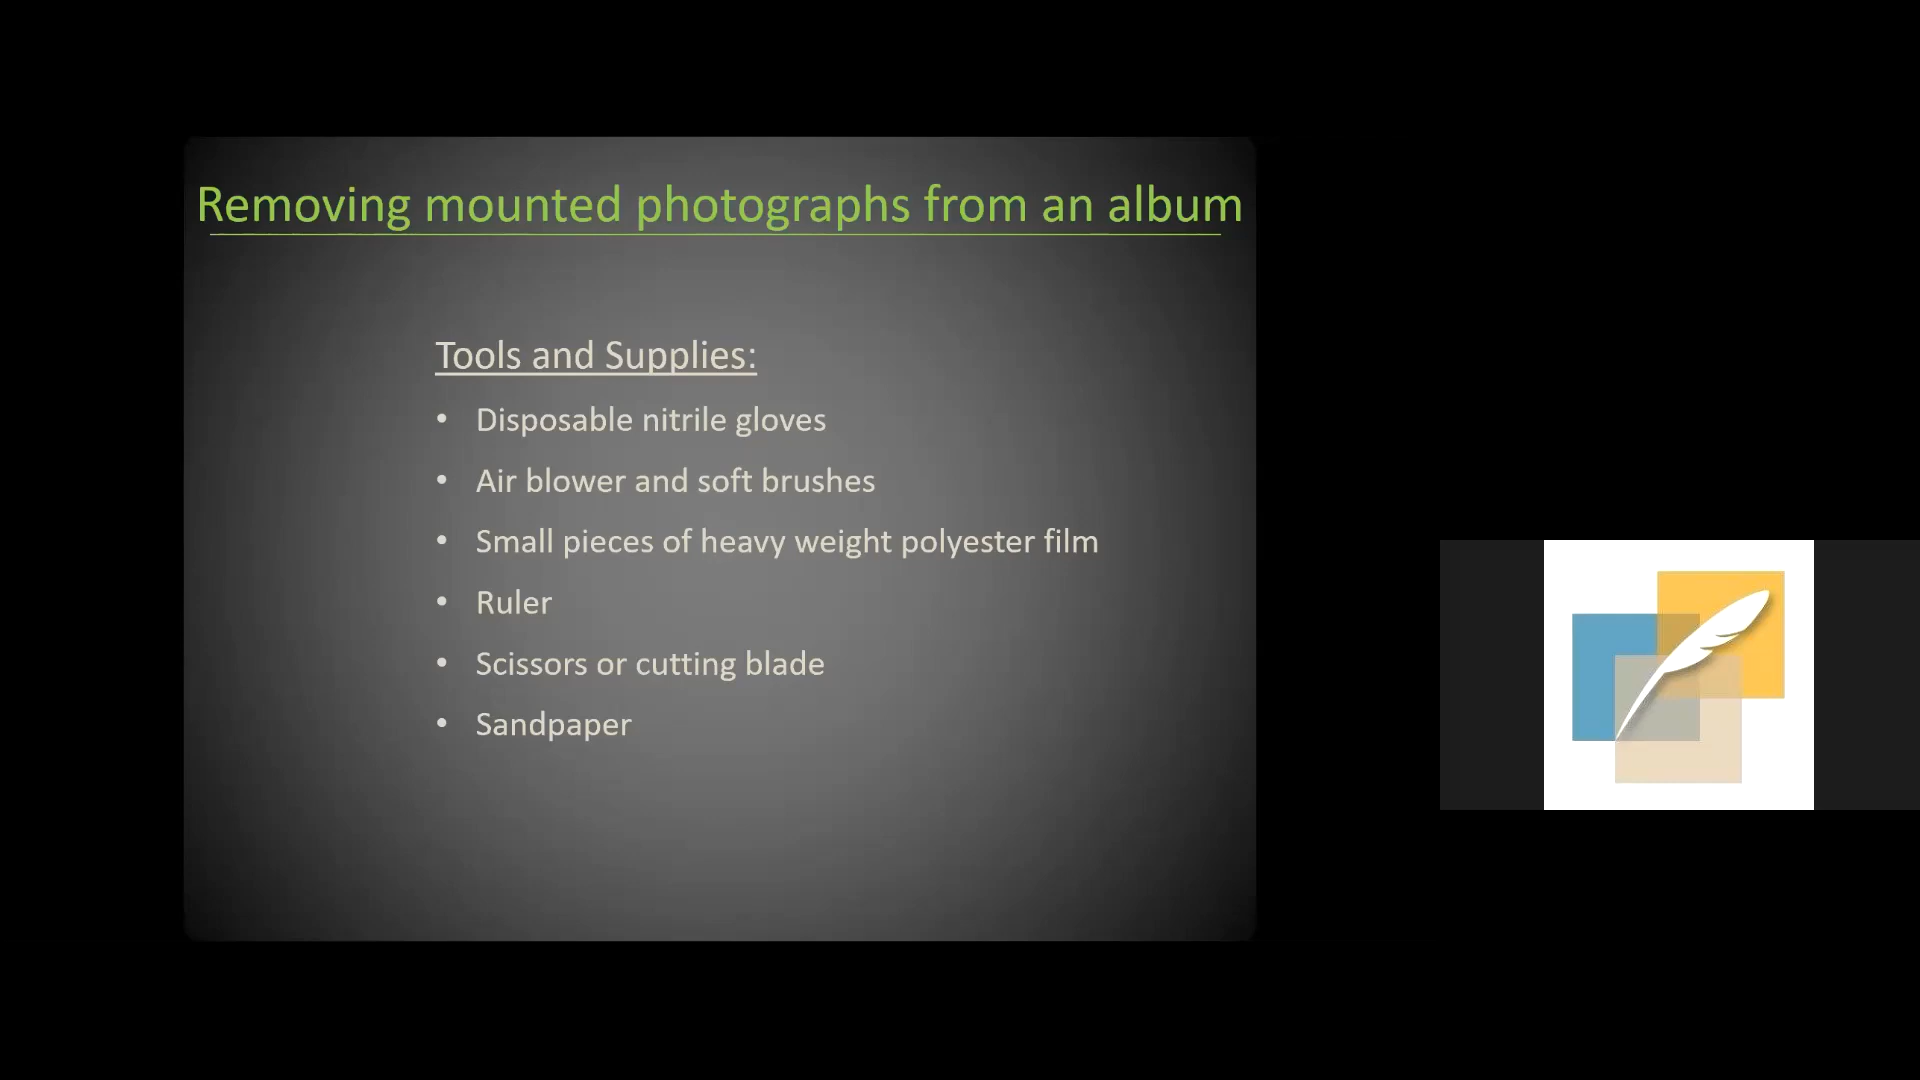 Removing mounted photographs from an album
Tools and Supplies:
• Disposable nitrile gloves
• Air blower and soft brushes
• Small pieces of heavy weight polyester film
• Ruler
• Scissors or cutting blade
• Sandpaper